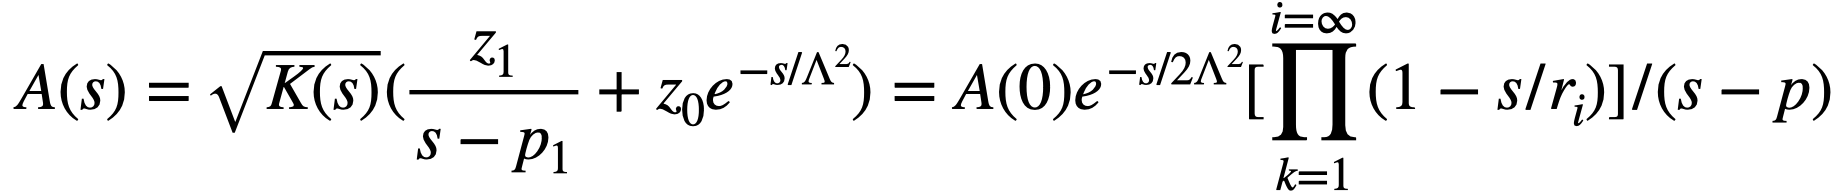 A(s) = √K(s)(z₁/(s − p₁) + z₀e^{−s/Λ²}) = A(0)e^{−s/2Λ²}[∏_{k=1}^{i=∞}(1 − s/rᵢ)]/(s − p)